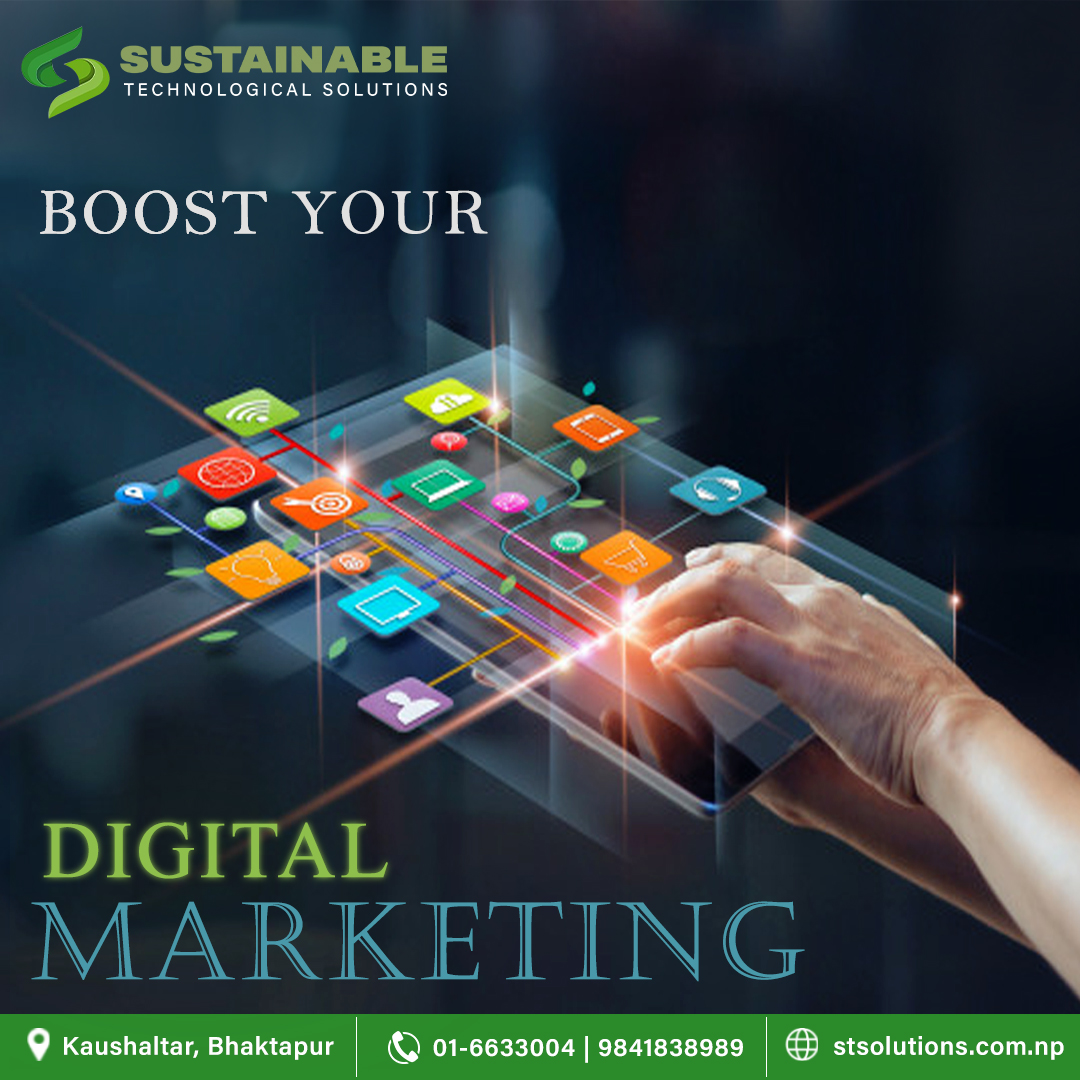 SUSTAINABLE
TECHNOLOGICAL SOLUTIONS
BOOST YOUR
DIGITAL
MARKETING
Kaushaltar, Bhaktapur
01-6633004 | 9841838989
stsolutions.com.np